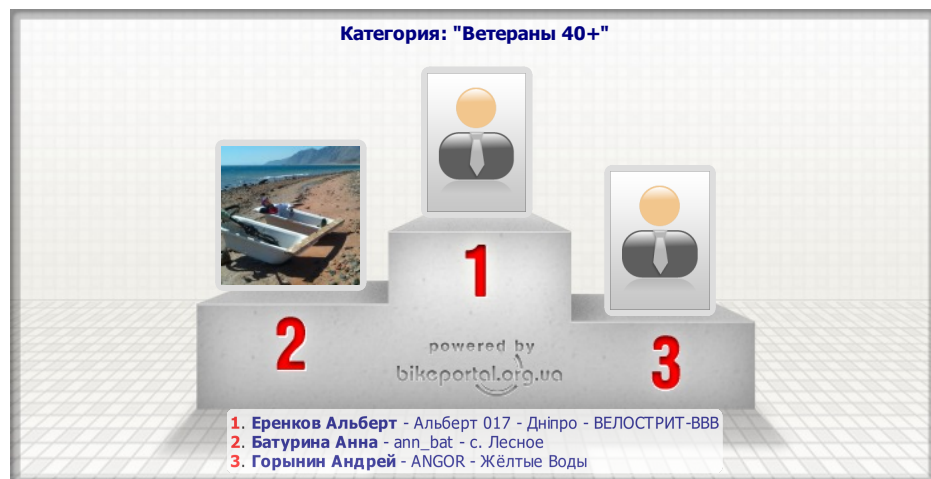 Категория: "Ветераны 40+"
1
2
3
powered by
bikeportal.org.ua
1. Еренков Альберт - Альберт 017 - Дніпро - ВЕЛОСТРИТ-ВВВ
2. Батурина Анна - ann_bat - с. Лесное
3. Горынин Андрей - ANGOR - Жёлтые Воды